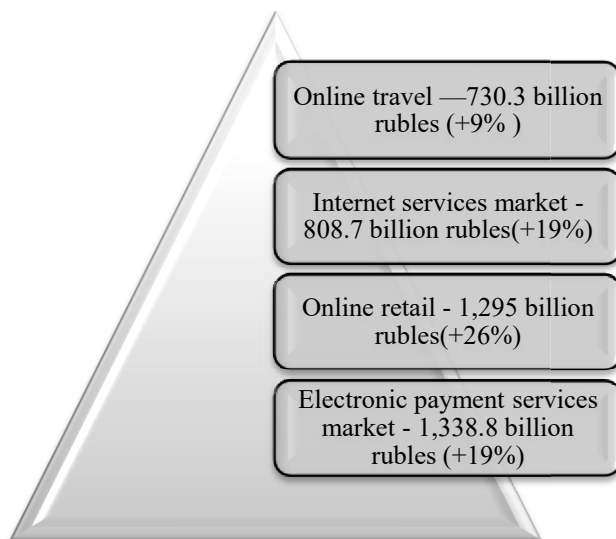 Online travel —730.3 billion
rubles (+9% )
Internet services market -
808.7 billion rubles(+19%)
Online retail - 1,295 billion
rubles(+26%)
Electronic payment services
market - 1,338.8 billion
rubles (+19%)